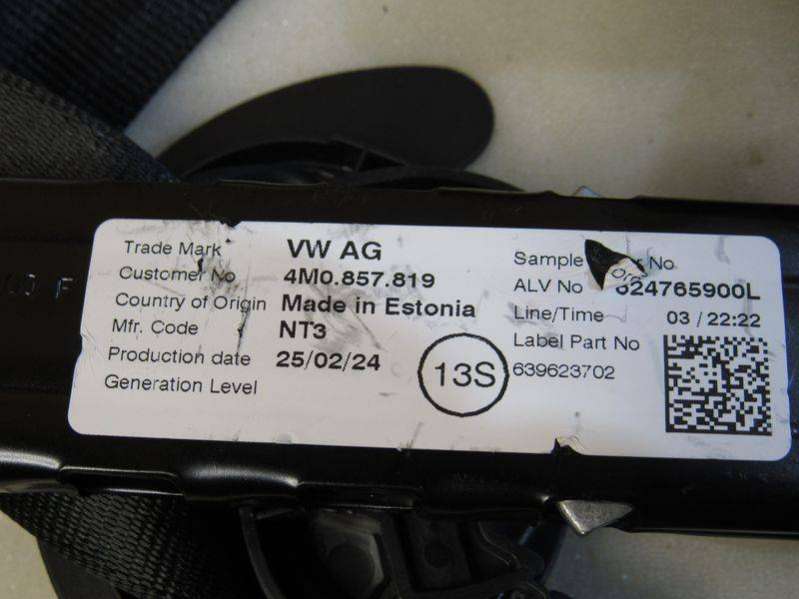 Trade Mark VW AG
Customer No 4M0.857.819
Country of Origin Made in Estonia
Mfr. Code NT3
Production date 25/02/24
Generation Level
13S
Sample No
ALV No 624765900L
Line/Time 03 / 22:22
Label Part No
639623702